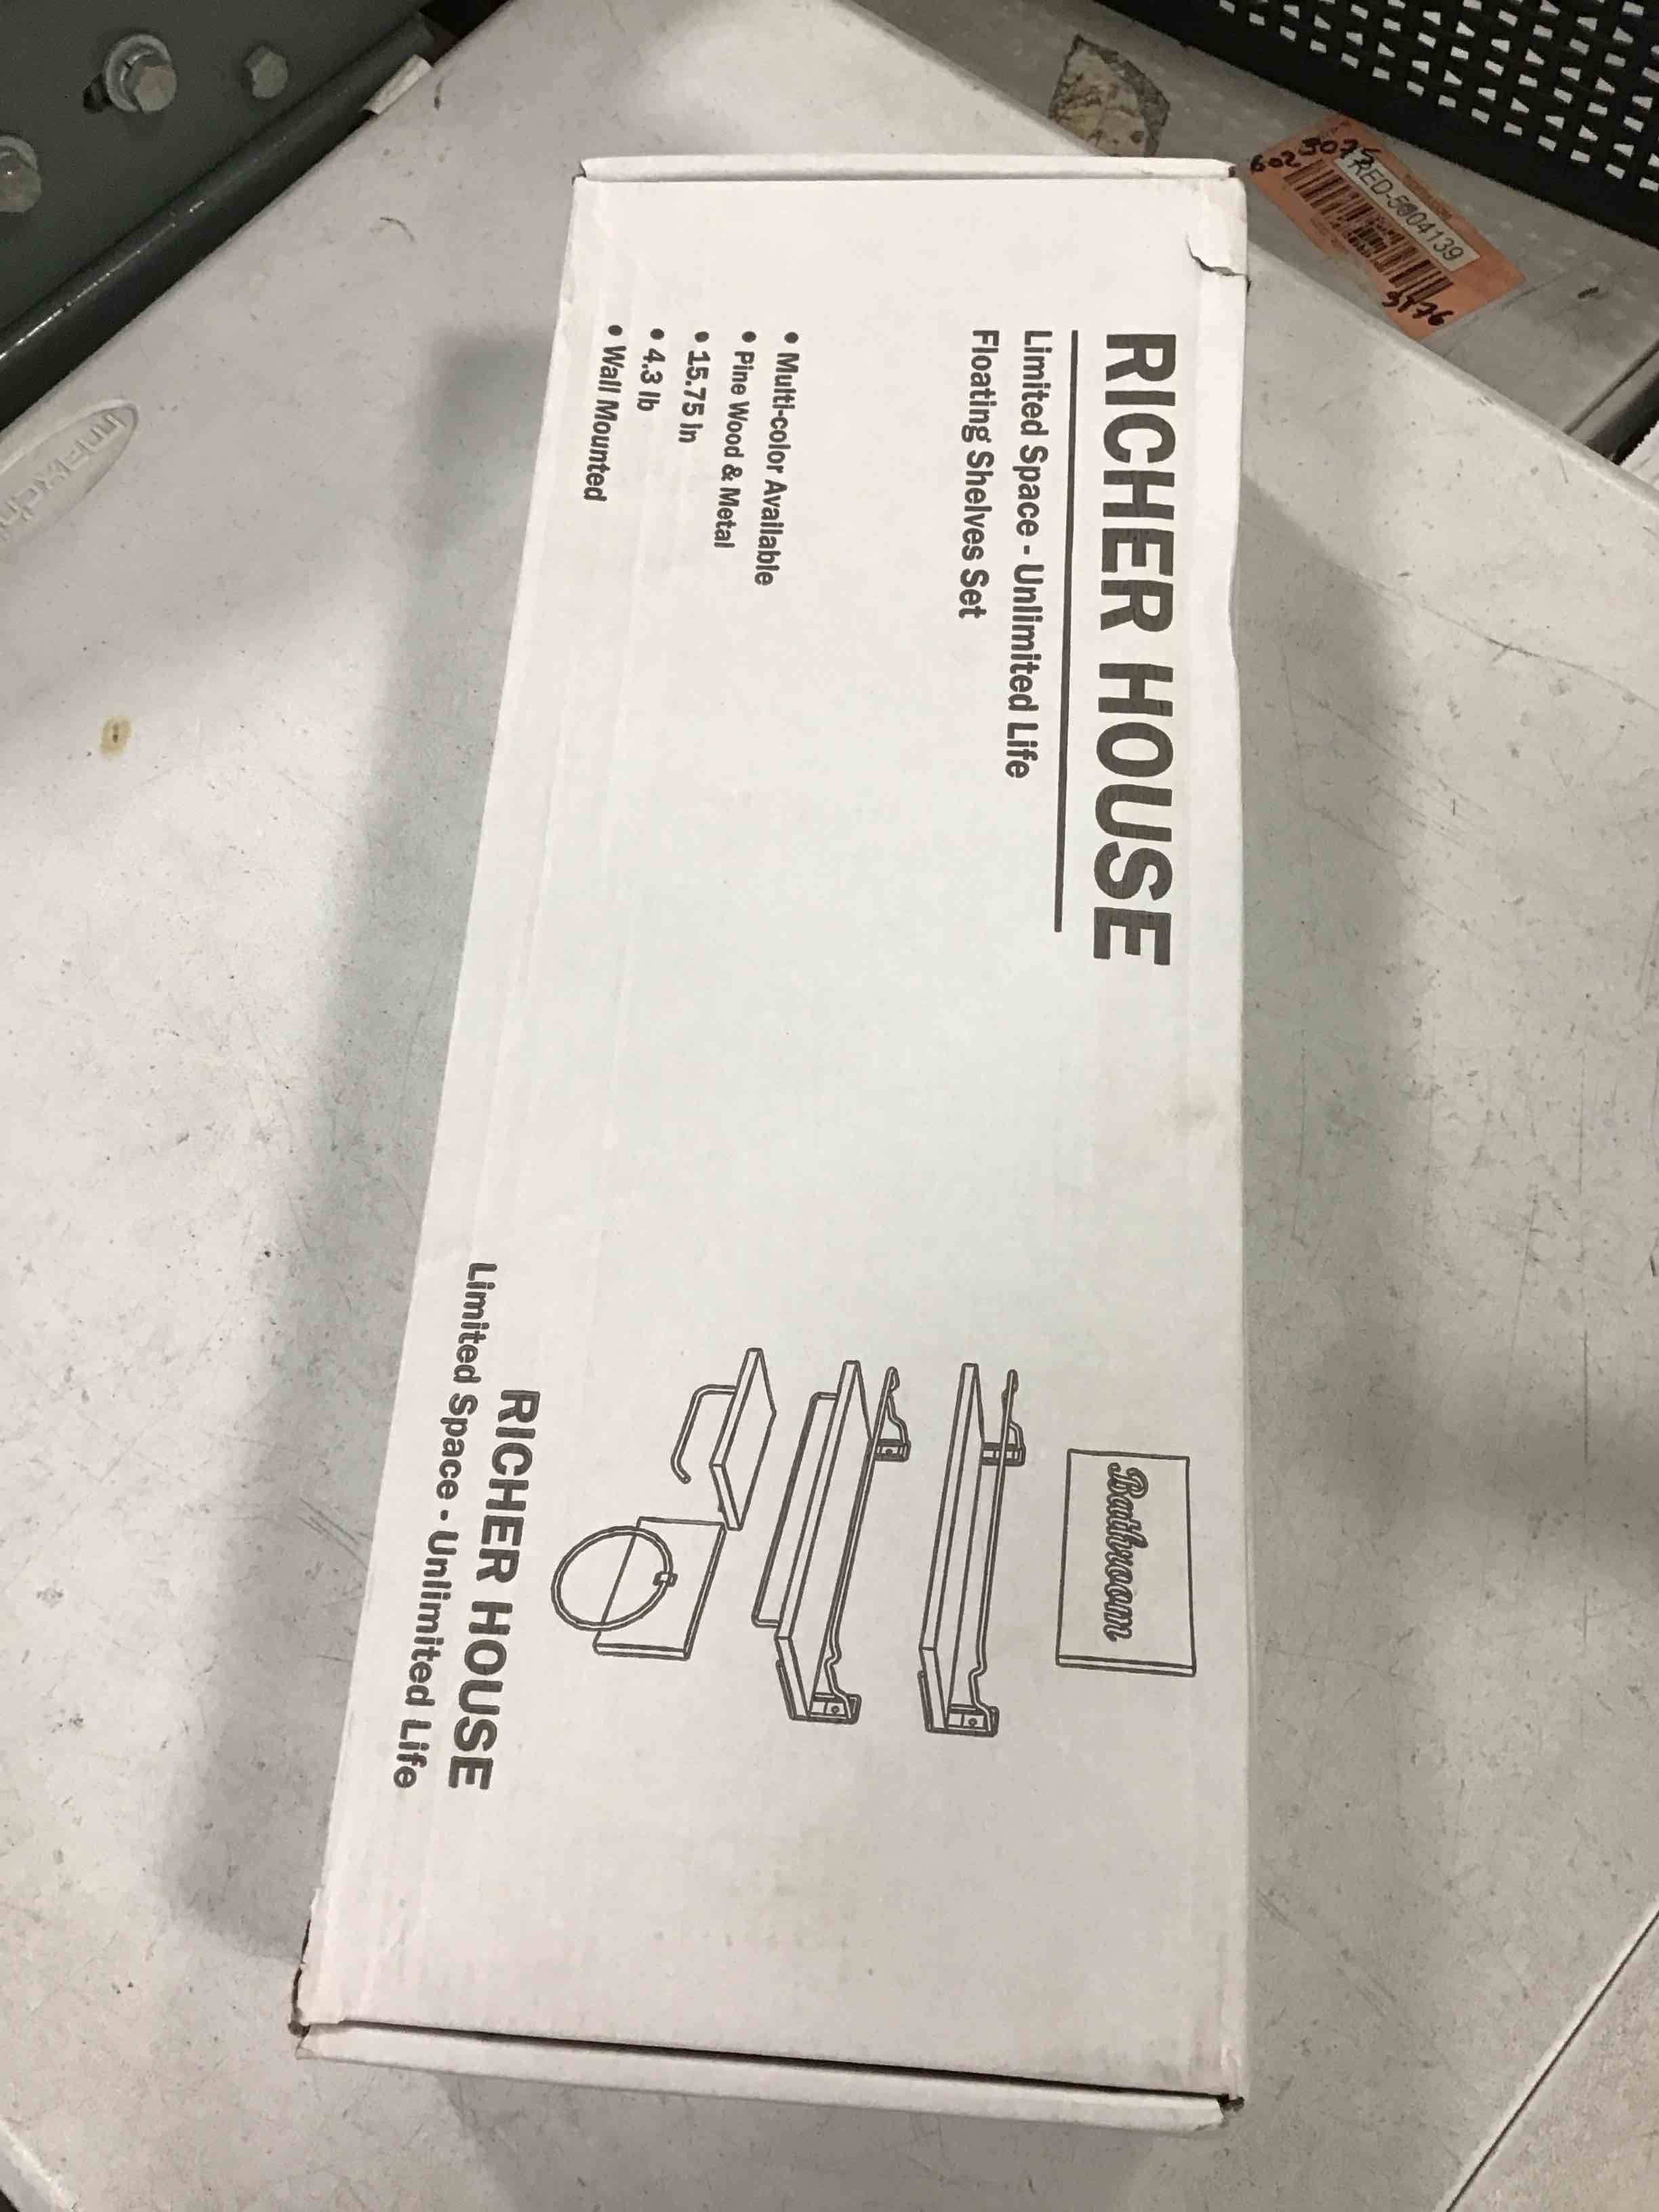 RICHER HOUSE
Limited Space - Unlimited Life
Floating Shelves Set
• Multi-color Available
• Pine Wood & Metal
• 15.75 In
• 4.3 lb
• Wall Mounted
Bathroom
RICHER HOUSE
Limited Space - Unlimited Life